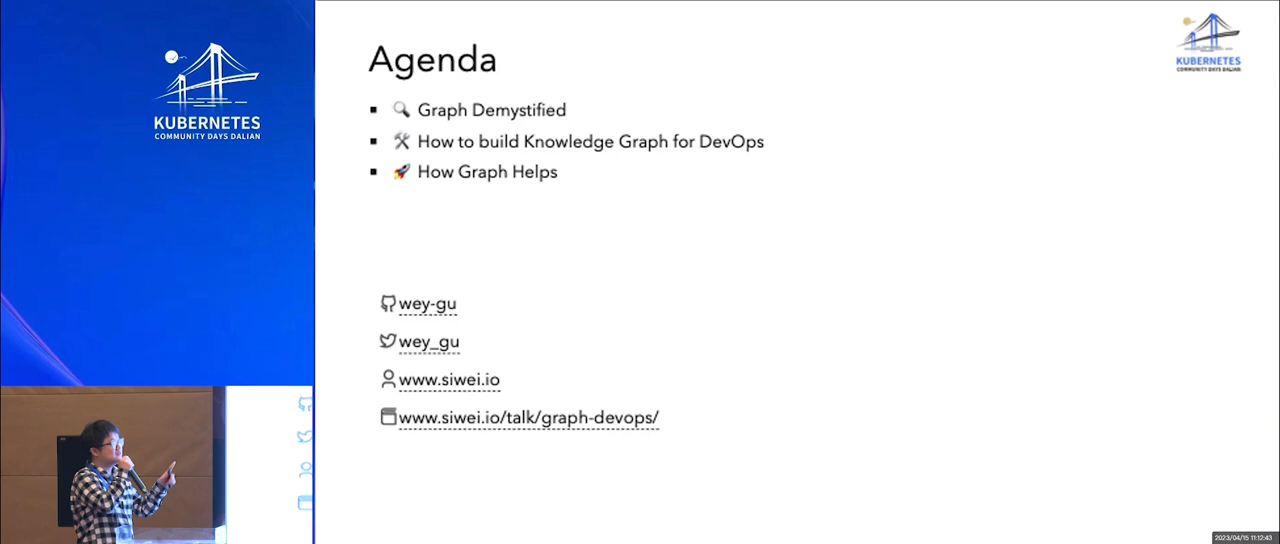 KUBERNETES
COMMUNITY DAYS DALIAN
Agenda
▪ 🔍 Graph Demystified
▪ 🛠 How to build Knowledge Graph for DevOps
▪ 🚀 How Graph Helps
wey-gu
wey_gu
www.siwei.io
www.siwei.io/talk/graph-devops/
KUBERNETES
COMMUNITY DAYS DALIAN
2023/04/15 11:12:43